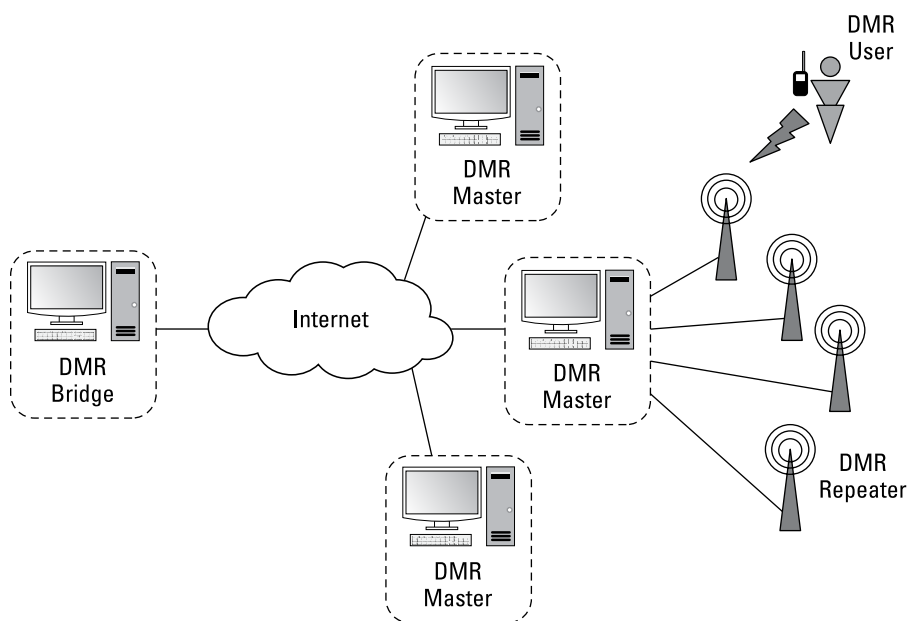 DMR
User
DMR
Master
DMR
Bridge
Internet
DMR
Master
DMR
Repeater
DMR
Master